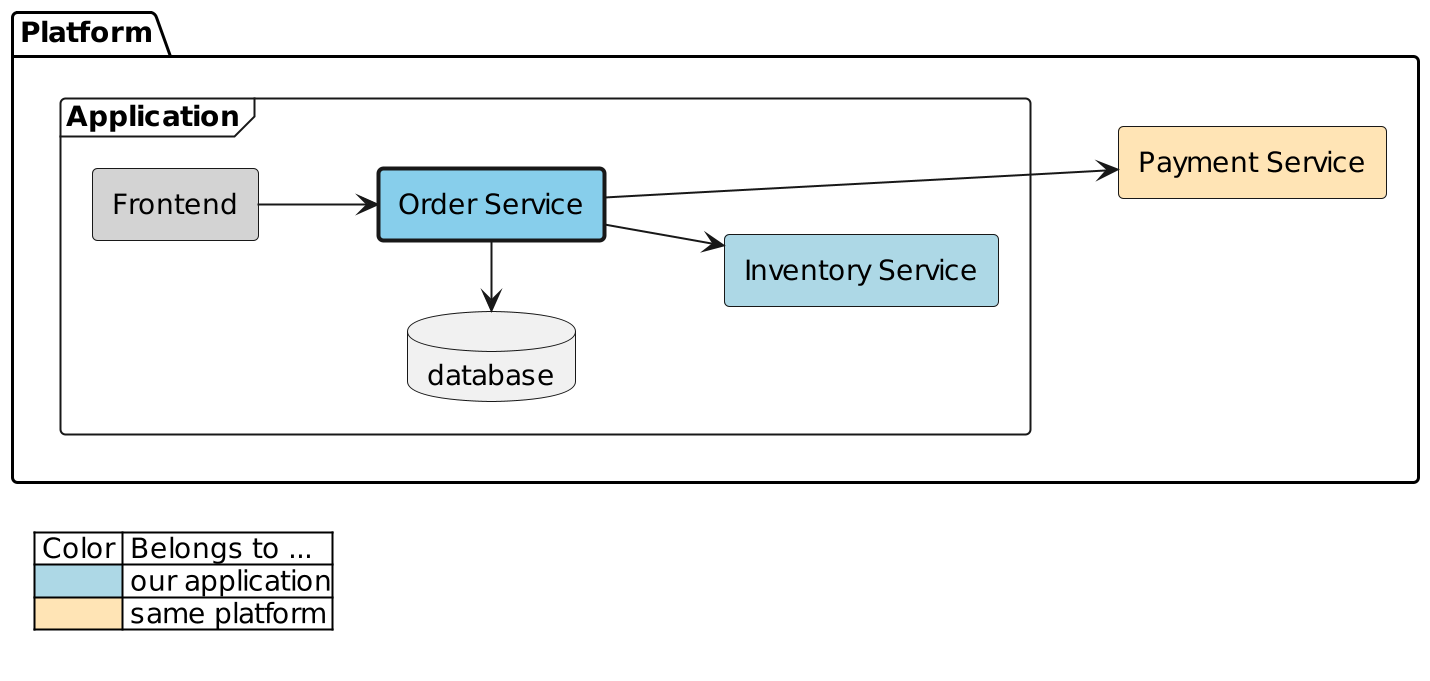 Platform
Application
Frontend
Order Service
Payment Service
Inventory Service
database
Color Belongs to ...
our application
same platform